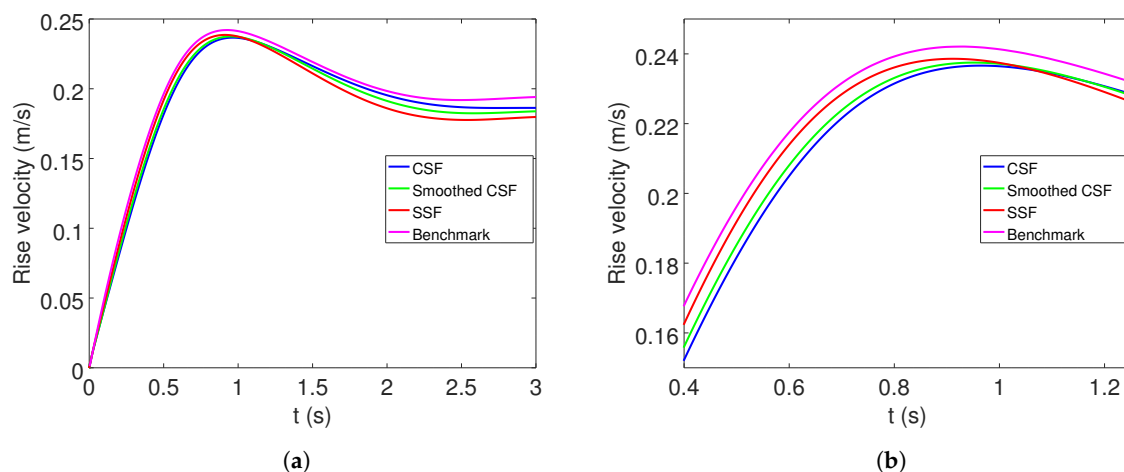 0.25
0.2
0.15
0.1
0.05
0
0
0.5
1
1.5
2
2.5
3
Rise velocity (m/s)
t (s)
CSF
Smoothed CSF
SSF
Benchmark
(a)
0.24
0.22
0.2
0.18
0.16
0.4
0.6
0.8
1
1.2
Rise velocity (m/s)
t (s)
CSF
Smoothed CSF
SSF
Benchmark
(b)